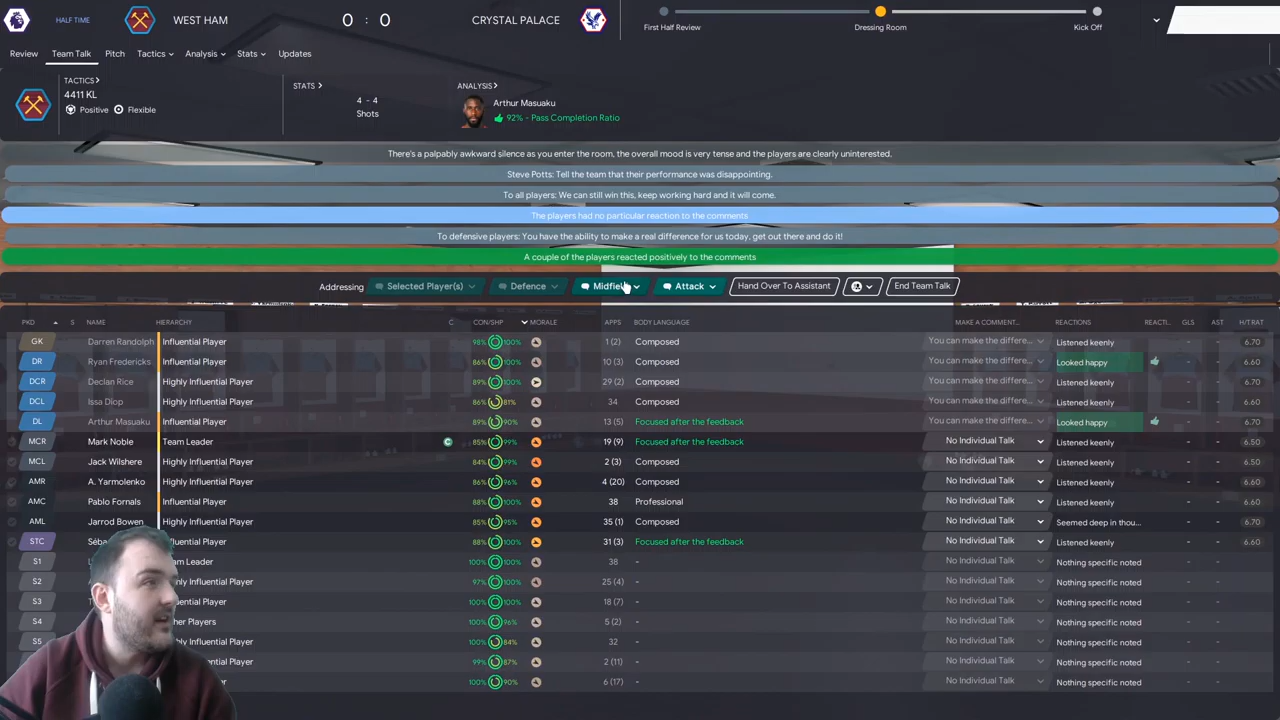 HALF TIME WEST HAM 0 : 0 CRYSTAL PALACE
First Half Review Dressing Room Kick Off
Review Team Talk Pitch Tactics Analysis Stats Updates
TACTICS
4411 KL
Positive Flexible
STATS
4 - 4
Shots
ANALYSIS
Arthur Masuaku
92% - Pass Completion Ratio
There's a palpably awkward silence as you enter the room, the overall mood is very tense and the players are clearly uninterested.
Steve Potts: Tell the team that their performance was disappointing.
To all players: We can still win this, keep working hard and it will come.
The players had no particular reaction to the comments
To defensive players: You have the ability to make a real difference for us today, get out there and do it!
A couple of the players reacted positively to the comments
Addressing Selected Player(s) Defence Midfield Attack Hand Over To Assistant End Team Talk
PKD S NAME HIERARCHY C CON/SHP MORALE APPS BODY LANGUAGE MAKE A COMMENT... REACTIONS REACTI... GLS AST H/T RAT
GK Darren Randolph Influential Player 98% 100% 1 (2) Composed You can make the differe... Listened keenly - - 6.70
DR Ryan Fredericks Influential Player 86% 100% 10 (3) Composed You can make the differe... Looked happy - - 6.60
DCR Declan Rice Highly Influential Player 89% 100% 29 (2) Composed You can make the differe... Listened keenly - - 6.70
DCL Issa Diop Highly Influential Player 86% 81% 34 Composed You can make the differe... Listened keenly - - 6.60
DL Arthur Masuaku Influential Player 89% 90% 13 (5) Focused after the feedback You can make the differe... Looked happy - - 6.70
MCR Mark Noble Team Leader C 85% 99% 19 (9) Focused after the feedback No Individual Talk Listened keenly - - 6.50
MCL Jack Wilshere Highly Influential Player 84% 99% 2 (3) Composed No Individual Talk Listened keenly - - 6.50
AMR A. Yarmolenko Highly Influential Player 86% 96% 4 (20) Composed No Individual Talk Listened keenly - - 6.60
AMC Pablo Fornals Influential Player 88% 100% 38 Professional No Individual Talk Listened keenly - - 6.60
AML Jarrod Bowen Highly Influential Player 85% 95% 35 (1) Composed No Individual Talk Seemed deep in thou... - - 6.70
STC Séba Influential Player 88% 100% 31 (3) Focused after the feedback No Individual Talk Listened keenly - - 6.60
S1 Leader 100% 100% 38 - No Individual Talk Nothing specific noted - -
S2 Influential Player 97% 100% 25 (4) - No Individual Talk Nothing specific noted - -
S3 Player 100% 100% 18 (7) - No Individual Talk Nothing specific noted - -
S4 Players 100% 96% 5 (2) - No Individual Talk Nothing specific noted - -
S5 Influential Player 100% 84% 32 - No Individual Talk Nothing specific noted - -
Influential Player 99% 87% 2 (11) - No Individual Talk Nothing specific noted - -
Influential Player 100% 90% 6 (17) - No Individual Talk Nothing specific noted - -